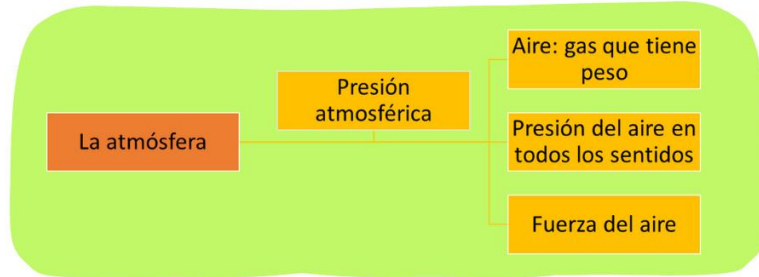 La atmósfera
Presión
atmosférica
Aire: gas que tiene
peso
Presión del aire en
todos los sentidos
Fuerza del aire